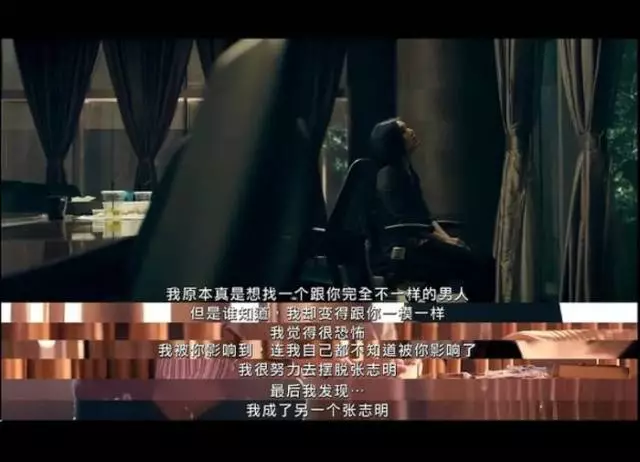 我原本真是想找一个跟你完全不一样的男人
但是谁知道，我却变得跟你一摸一样
我觉得很恐怖
我被你影响到，连我自己都不知道被你影响了
我很努力去摆脱张志明
最后我发现…
我成了另一个张志明